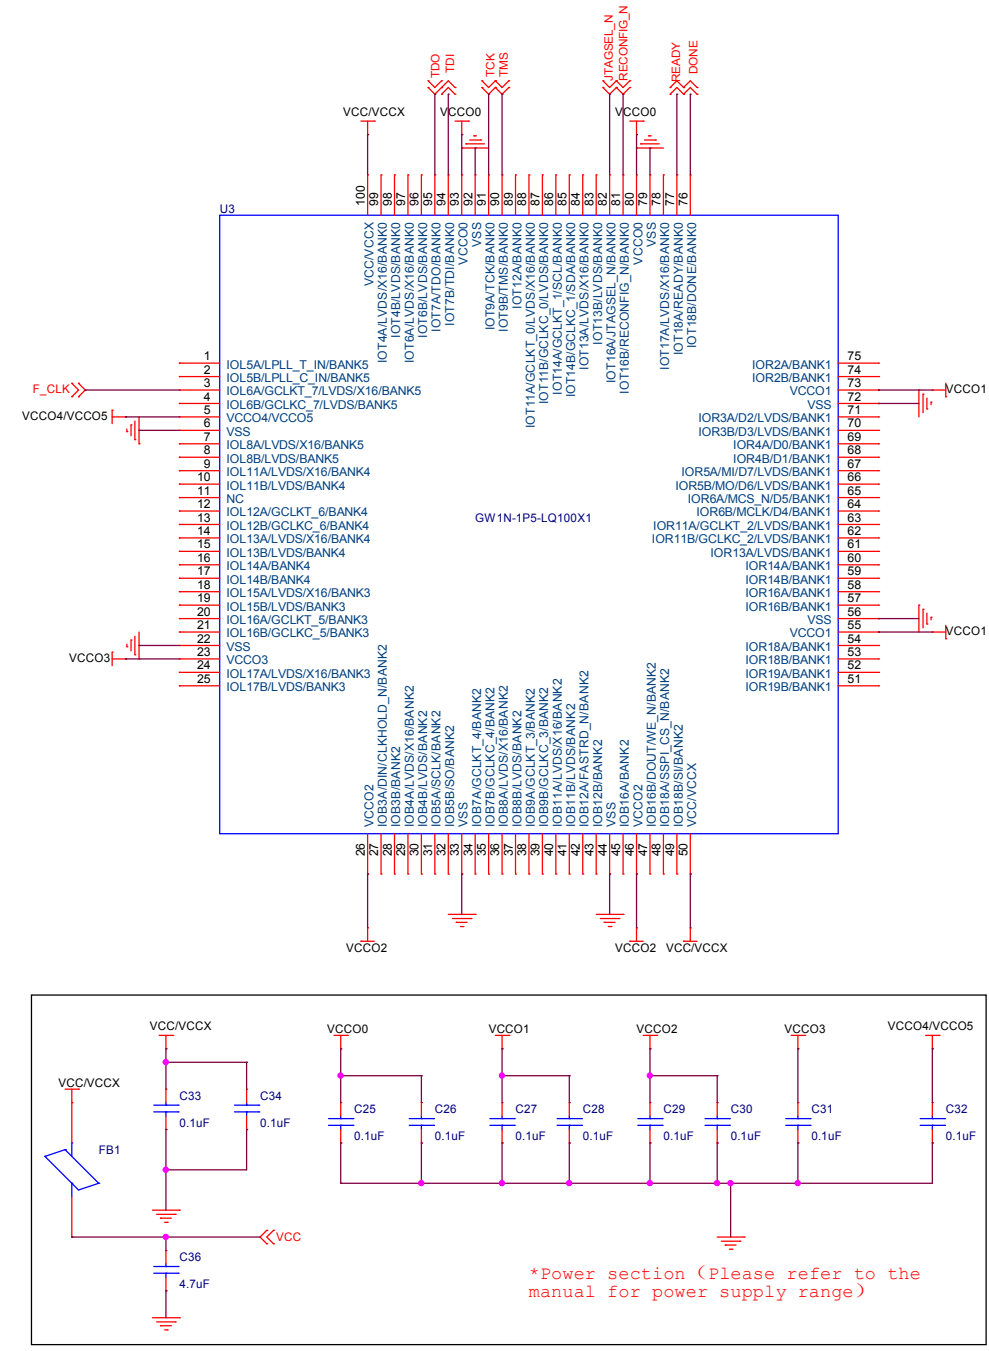 TDO
TDI
TCK
TMS
JTAGSEL_N
RECONFIG_N
READY
DONE
VCC/VCCX
VCCO0
VCCO0
100
99
98
97
96
95
94
93
92
91
90
89
88
87
86
85
84
83
82
81
80
79
78
77
76
U3
VCC/VCCX
IOT4A/LVDS/X16/BANK0
IOT4B/LVDS/BANK0
IOT6A/LVDS/X16/BANK0
IOT6B/LVDS/BANK0
IOT7A/TDO/BANK0
IOT7B/TDI/BANK0
VCCO0
VSS
IOT9A/TCK/BANK0
IOT9B/TMS/BANK0
IOT12A/BANK0
IOT11A/GCLKT_0/LVDS/X16/BANK0
IOT11B/GCLKC_0/LVDS/BANK0
IOT14A/GCLKT_1/SCL/BANK0
IOT14B/GCLKC_1/SDA/BANK0
IOT13A/LVDS/X16/BANK0
IOT13B/LVDS/BANK0
IOT16A/JTAGSEL_N/BANK0
IOT16B/RECONFIG_N/BANK0
VCCO0
VSS
IOT17A/LVDS/X16/BANK0
IOT18A/READY/BANK0
IOT18B/DONE/BANK0
1 IOL5A/LPLL_T_IN/BANK5
2 IOL5B/LPLL_C_IN/BANK5
F_CLK 3 IOL6A/GCLKT_7/LVDS/X16/BANK5
4 IOL6B/GCLKC_7/LVDS/BANK5
VCCO4/VCCO5 5 VCCO4/VCCO5
6 VSS
7 IOL8A/LVDS/X16/BANK5
8 IOL8B/LVDS/BANK5
9 IOL11A/LVDS/X16/BANK4
10 IOL11B/LVDS/BANK4
11 NC
12 IOL12A/GCLKT_6/BANK4
13 IOL12B/GCLKC_6/BANK4
14 IOL13A/LVDS/X16/BANK4
15 IOL13B/LVDS/BANK4
16 IOL14A/BANK4
17 IOL14B/BANK4
18 IOL15A/LVDS/X16/BANK3
19 IOL15B/LVDS/BANK3
20 IOL16A/GCLKT_5/BANK3
21 IOL16B/GCLKC_5/BANK3
22 VSS
VCCO3 23 VCCO3
24 IOL17A/LVDS/X16/BANK3
25 IOL17B/LVDS/BANK3
GW1N-1P5-LQ100X1
IOR2A/BANK1 75
IOR2B/BANK1 74
VCCO1 73 VCCO1
VSS 72
IOR3A/D2/LVDS/BANK1 71
IOR3B/D3/LVDS/BANK1 70
IOR4A/D0/BANK1 69
IOR4B/D1/BANK1 68
IOR5A/MI/D7/LVDS/BANK1 67
IOR5B/MO/D6/LVDS/BANK1 66
IOR6A/MCS_N/D5/BANK1 65
IOR6B/MCLK/D4/BANK1 64
IOR11A/GCLKT_2/LVDS/BANK1 63
IOR11B/GCLKC_2/LVDS/BANK1 62
IOR13A/LVDS/BANK1 61
IOR14A/BANK1 60
IOR14B/BANK1 59
IOR16A/BANK1 58
IOR16B/BANK1 57
VSS 56
VCCO1 55 VCCO1
IOR18A/BANK1 54
IOR18B/BANK1 53
IOR19A/BANK1 52
IOR19B/BANK1 51
VCCO2
IOB3A/DIN/CLKHOLD_N/BANK2
IOB3B/BANK2
IOB4A/LVDS/X16/BANK2
IOB4B/LVDS/BANK2
IOB5A/SCLK/BANK2
IOB5B/SO/BANK2
VSS
IOB7A/GCLKT_4/BANK2
IOB7B/GCLKC_4/BANK2
IOB8A/LVDS/X16/BANK2
IOB8B/LVDS/BANK2
IOB9A/GCLKT_3/BANK2
IOB9B/GCLKC_3/BANK2
IOB11A/LVDS/X16/BANK2
IOB11B/LVDS/BANK2
IOB12A/FASTRD_N/BANK2
IOB12B/BANK2
VSS
IOB16A/BANK2
VCCO2
IOB16B/DOUT/WE_N/BANK2
IOB18A/SSPI_CS_N/BANK2
IOB18B/SI/BANK2
VCC/VCCX
26
27
28
29
30
31
32
33
34
35
36
37
38
39
40
41
42
43
44
45
46
47
48
49
50
VCCO2
VCCO2
VCC/VCCX
VCC/VCCX
VCCO0
VCCO1
VCCO2
VCCO3
VCCO4/VCCO5
VCC/VCCX
C33
0.1uF
C34
0.1uF
C25
0.1uF
C26
0.1uF
C27
0.1uF
C28
0.1uF
C29
0.1uF
C30
0.1uF
C31
0.1uF
C32
0.1uF
FB1
VCC
C36
4.7uF
*Power section (Please refer to the
manual for power supply range)